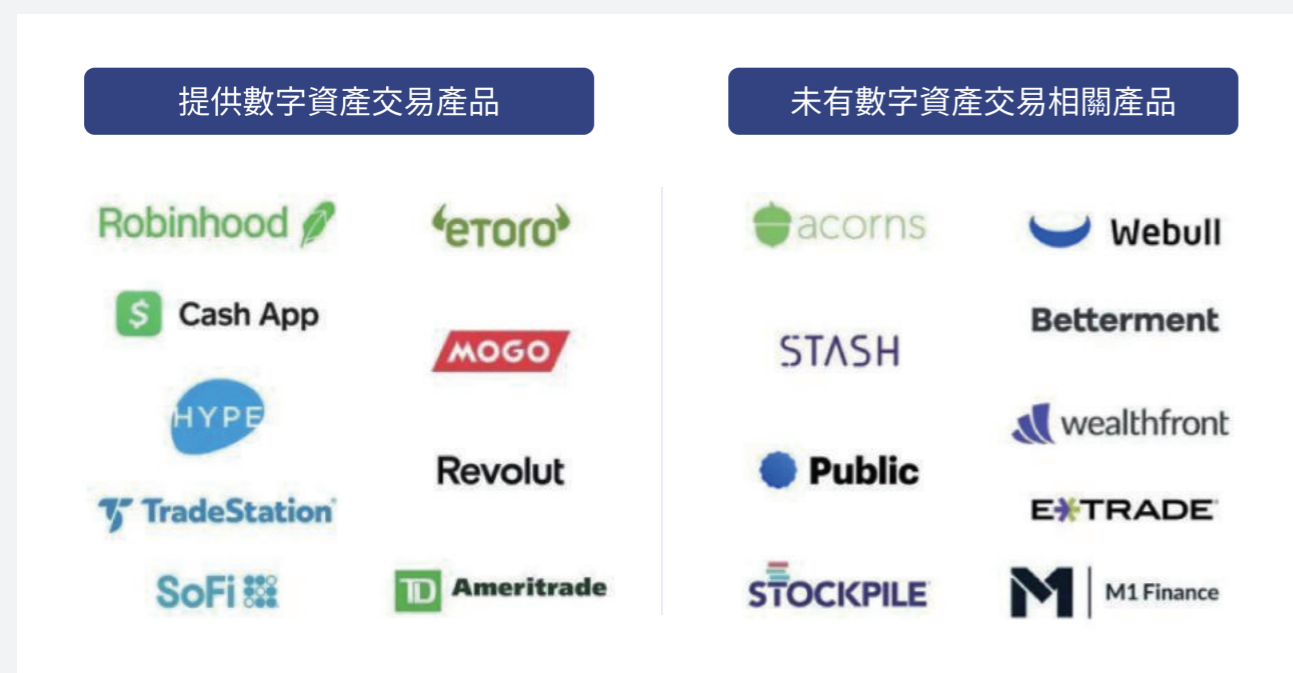 提供數字資產交易產品
Robinhood
eToro
Cash App
$
MOGO
HYPE
Revolut
TradeStation
SoFi
TD Ameritrade
未有數字資產交易相關產品
acorns
Webull
Betterment
STASH
wealthfront
Public
E*TRADE
STOCKPILE
M1 Finance